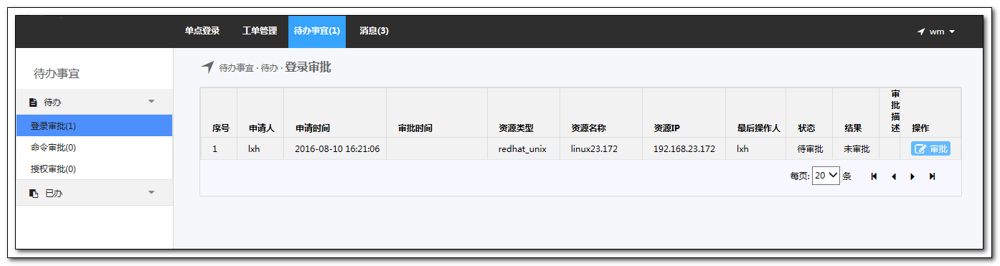 单点登录 工单管理 待办事宜(1) 消息(3) wm
待办事宜
待办
登录审批(1)
命令审批(0)
授权审批(0)
已办
待办事宜 · 待办 · 登录审批
序号 申请人 申请时间 审批时间 资源类型 资源名称 资源IP 最后操作人 状态 结果 审批描述 操作
1 lxh 2016-08-10 16:21:06 redhat_unix linux23.172 192.168.23.172 lxh 待审批 未审批 审批
每页: 20 条